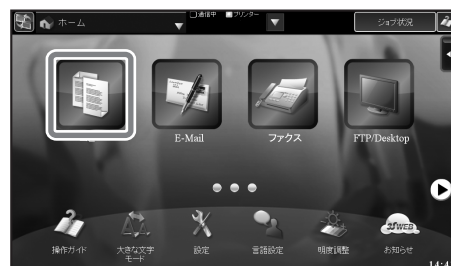 ホーム
通信中
プリンター
ジョブ状況
E-Mail
ファクス
FTP/Desktop
操作ガイド
大きな文字
モード
設定
言語設定
明度調整
お知らせ
WEB
14:4